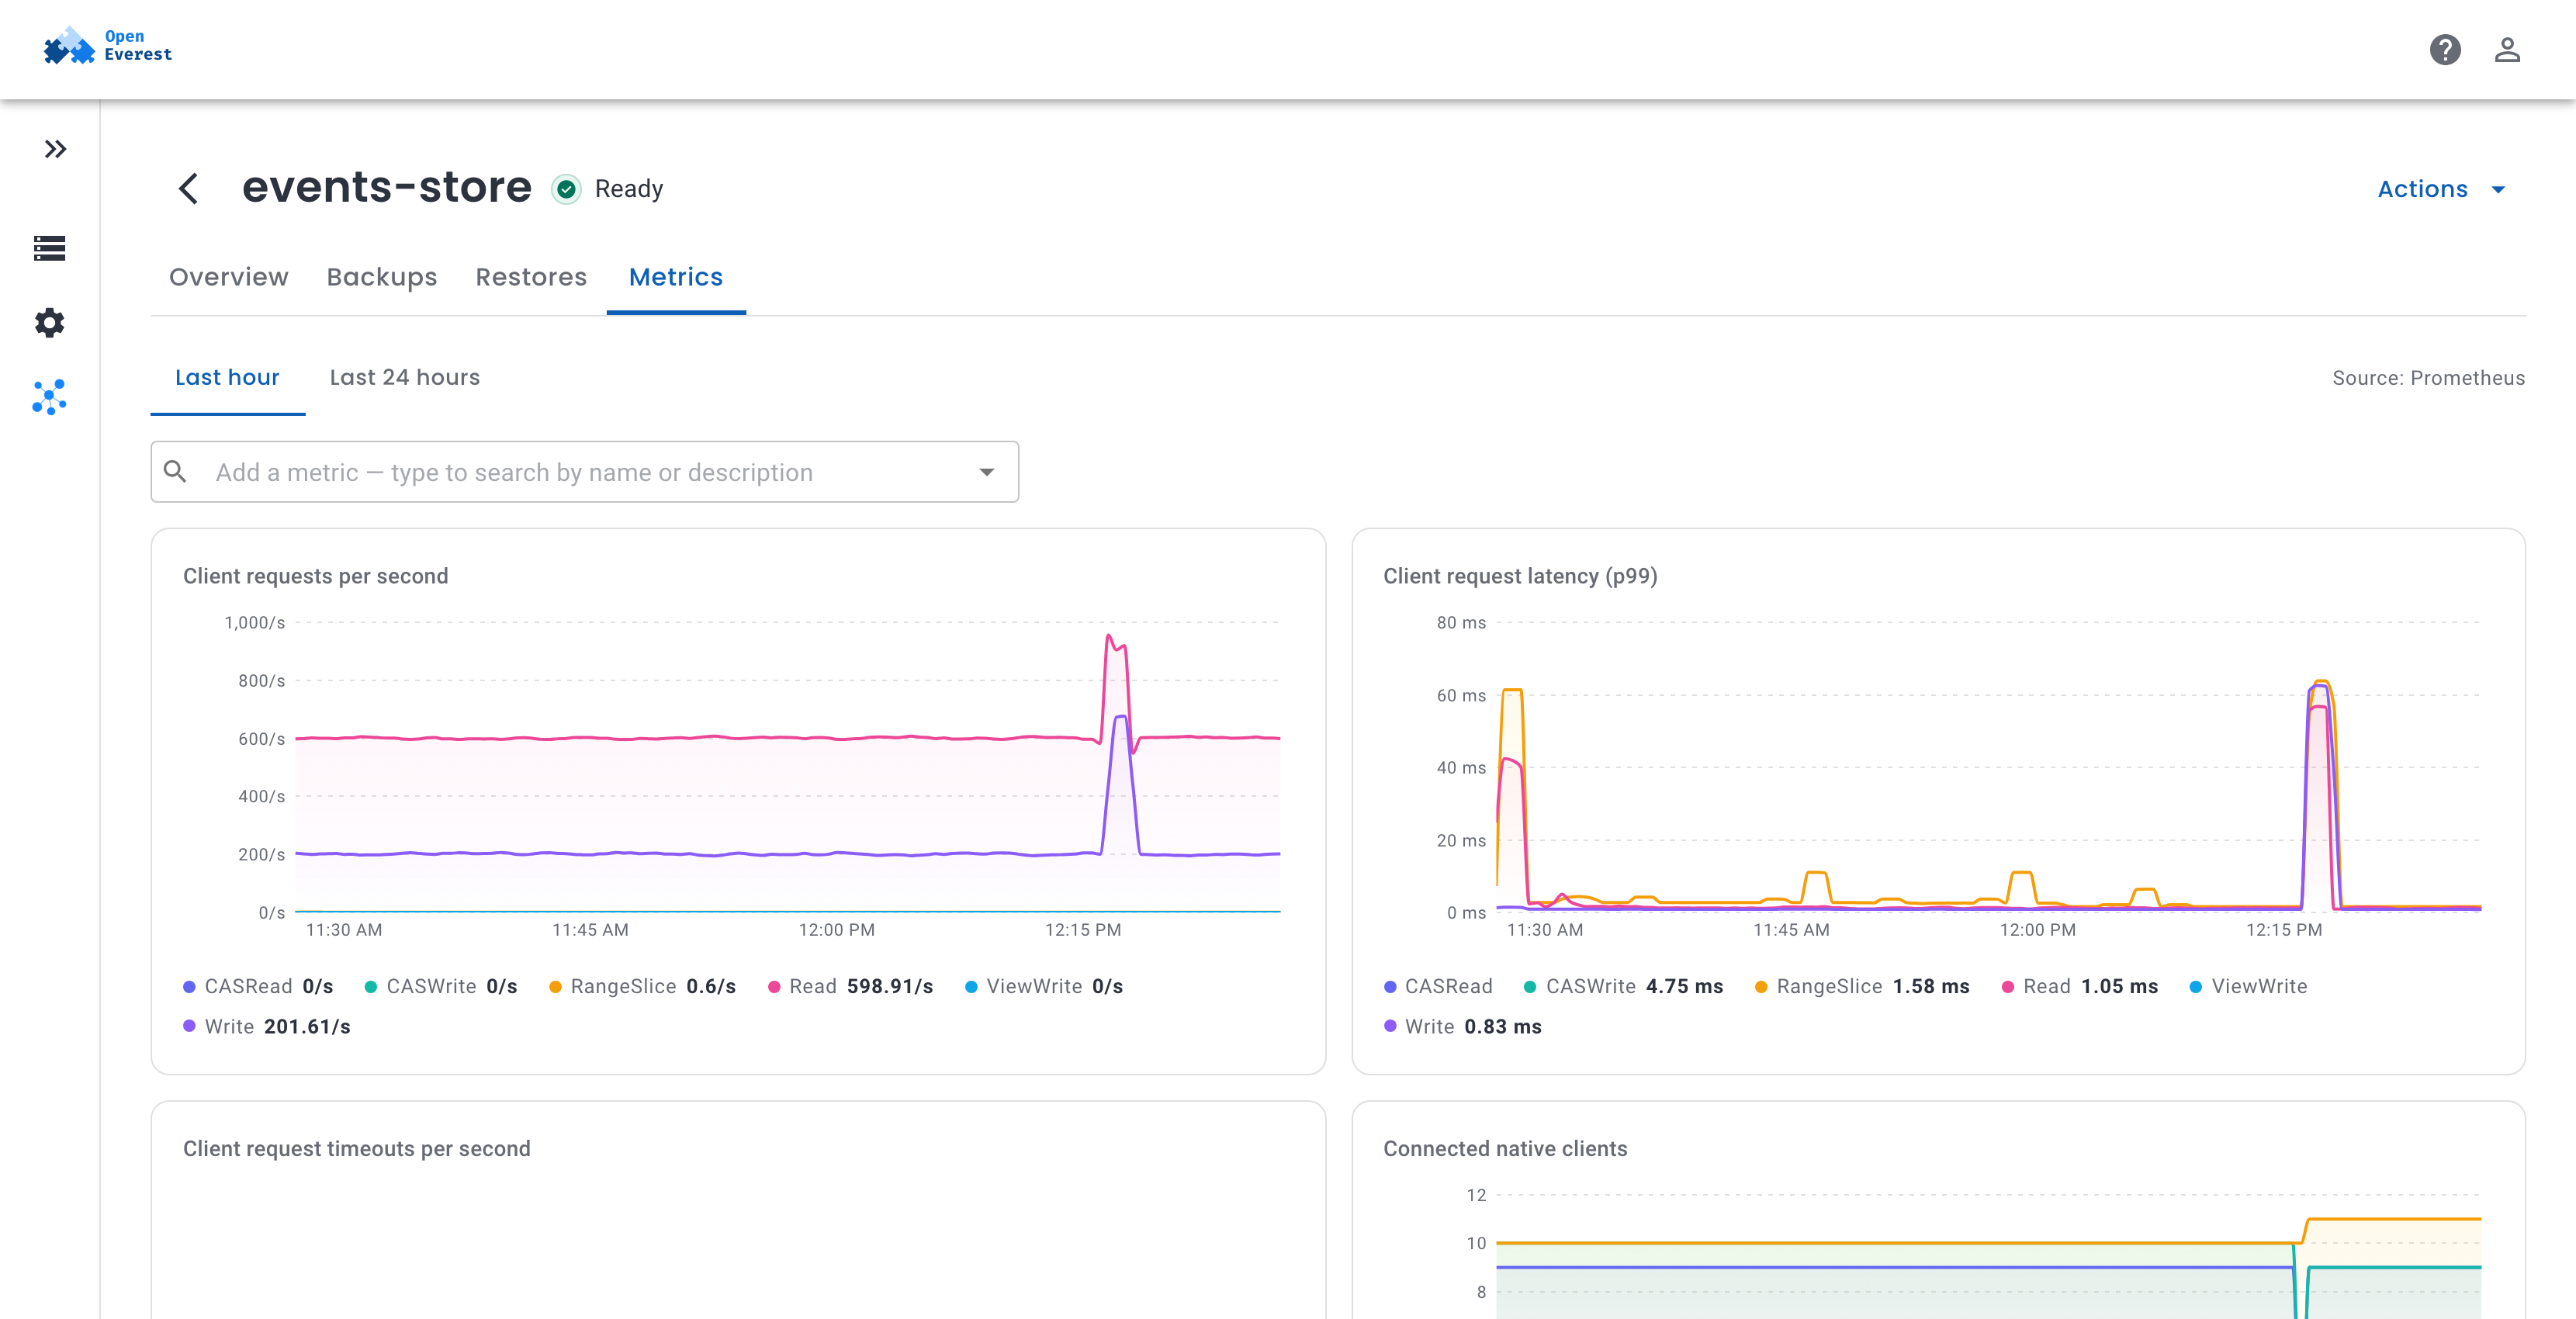 Open
Everest
events-store
Ready
Actions
Overview
Backups
Restores
Metrics
Last hour
Last 24 hours
Source: Prometheus
Add a metric — type to search by name or description
Client requests per second
1,000/s
800/s
600/s
400/s
200/s
0/s
11:30 AM
11:45 AM
12:00 PM
12:15 PM
CASRead 0/s
CASWrite 0/s
RangeSlice 0.6/s
Read 598.91/s
ViewWrite 0/s
Write 201.61/s
Client request latency (p99)
80 ms
60 ms
40 ms
20 ms
0 ms
11:30 AM
11:45 AM
12:00 PM
12:15 PM
CASRead
CASWrite 4.75 ms
RangeSlice 1.58 ms
Read 1.05 ms
ViewWrite
Write 0.83 ms
Client request timeouts per second
Connected native clients
12
10
8